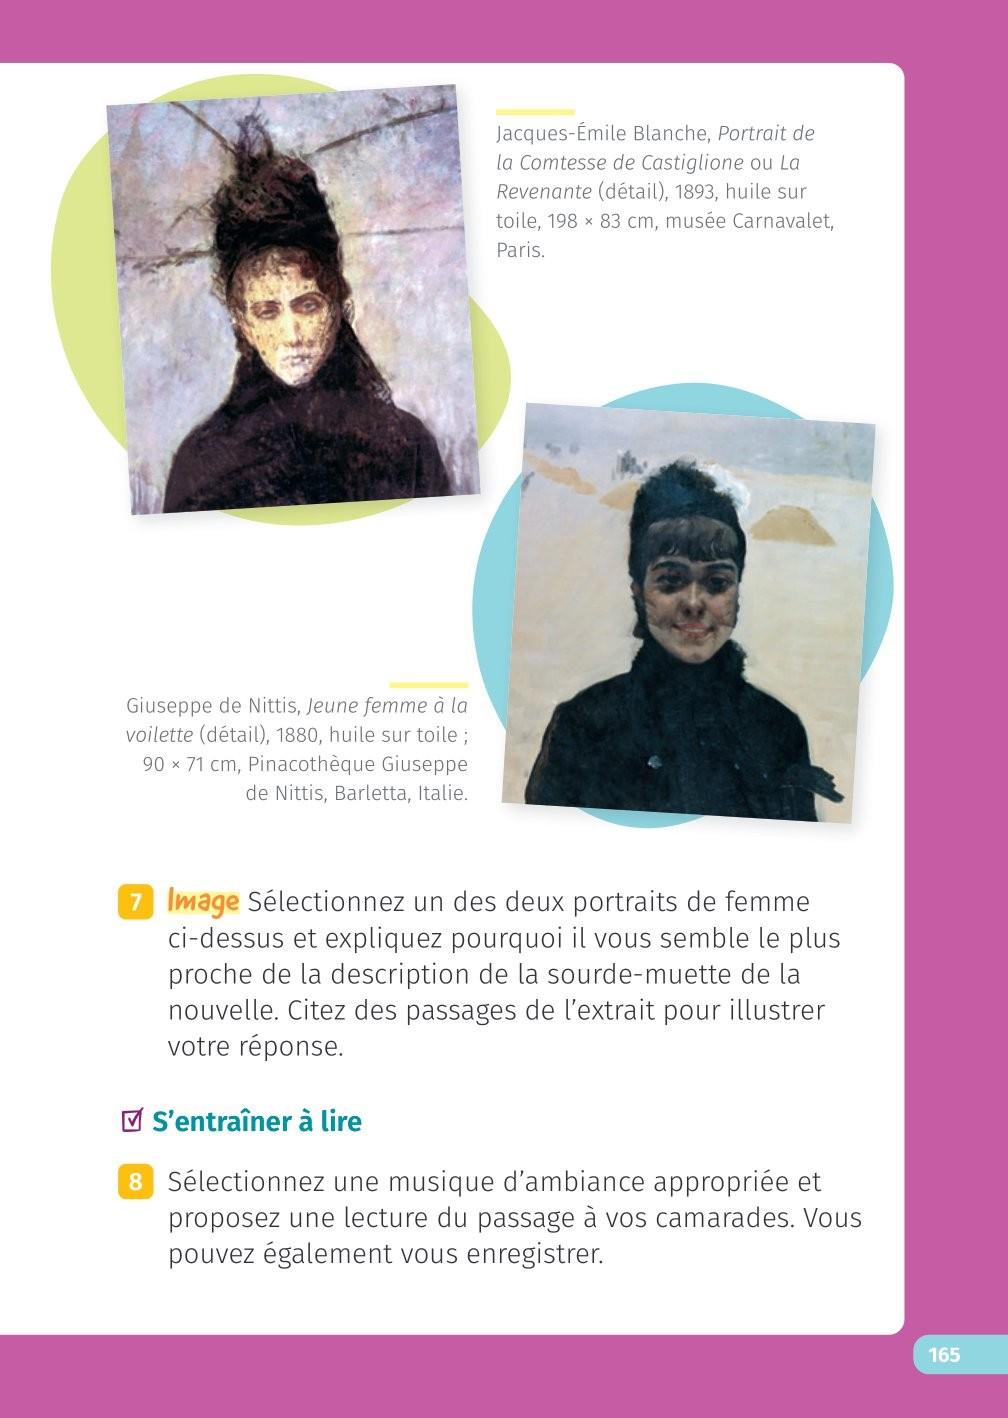 Jacques-Émile Blanche, Portrait de
la Comtesse de Castiglione ou La
Revenante (détail), 1893, huile sur
toile, 198 × 83 cm, musée Carnavalet,
Paris.
Giuseppe de Nittis, Jeune femme à la
voilette (détail), 1880, huile sur toile ;
90 × 71 cm, Pinacothèque Giuseppe
de Nittis, Barletta, Italie.
7 Image Sélectionnez un des deux portraits de femme
ci-dessus et expliquez pourquoi il vous semble le plus
proche de la description de la sourde-muette de la
nouvelle. Citez des passages de l’extrait pour illustrer
votre réponse.
S’entraîner à lire
8 Sélectionnez une musique d’ambiance appropriée et
proposez une lecture du passage à vos camarades. Vous
pouvez également vous enregistrer.
165